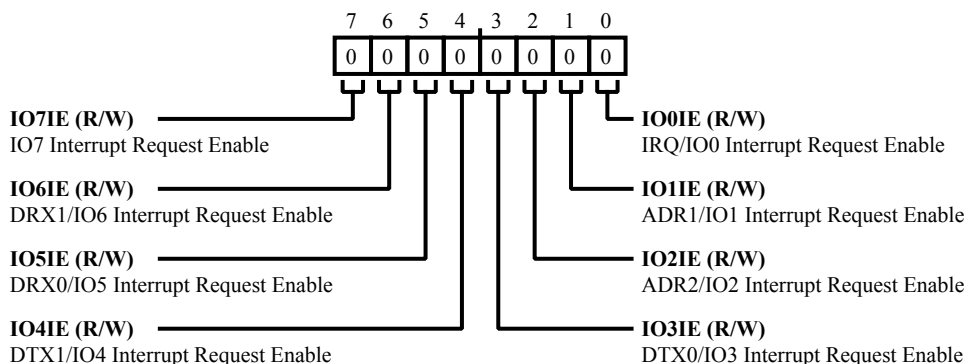 7 6 5 4 3 2 1 0
0 0 0 0 0 0 0 0
IO7IE (R/W)
IO7 Interrupt Request Enable
IO6IE (R/W)
DRX1/IO6 Interrupt Request Enable
IO5IE (R/W)
DRX0/IO5 Interrupt Request Enable
IO4IE (R/W)
DTX1/IO4 Interrupt Request Enable
IO0IE (R/W)
IRQ/IO0 Interrupt Request Enable
IO1IE (R/W)
ADR1/IO1 Interrupt Request Enable
IO2IE (R/W)
ADR2/IO2 Interrupt Request Enable
IO3IE (R/W)
DTX0/IO3 Interrupt Request Enable